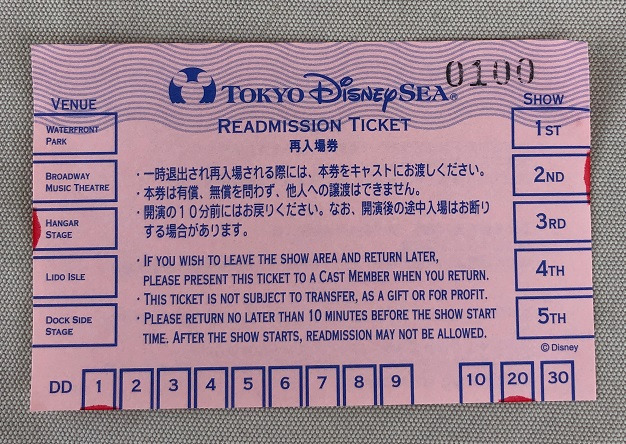 0100
TOKYO DISNEYSEA®
READMISSION TICKET
再入場券
VENUE
WATERFRONT
PARK
BROADWAY
MUSIC THEATRE
HANGAR
STAGE
LIDO ISLE
DOCK SIDE
STAGE
・一時退出され再入場される際には、本券をキャストにお渡しください。
・本券は有償、無償を問わず、他人への譲渡はできません。
・開演の10分前にはお戻りください。なお、開演後の途中入場はお断り
する場合があります。
・IF YOU WISH TO LEAVE THE SHOW AREA AND RETURN LATER,
PLEASE PRESENT THIS TICKET TO A CAST MEMBER WHEN YOU RETURN.
・THIS TICKET IS NOT SUBJECT TO TRANSFER, AS A GIFT OR FOR PROFIT.
・PLEASE RETURN NO LATER THAN 10 MINUTES BEFORE THE SHOW START
TIME. AFTER THE SHOW STARTS, READMISSION MAY NOT BE ALLOWED.
SHOW
1ST
2ND
3RD
4TH
5TH
©Disney
DD 1 2 3 4 5 6 7 8 9 10 20 30